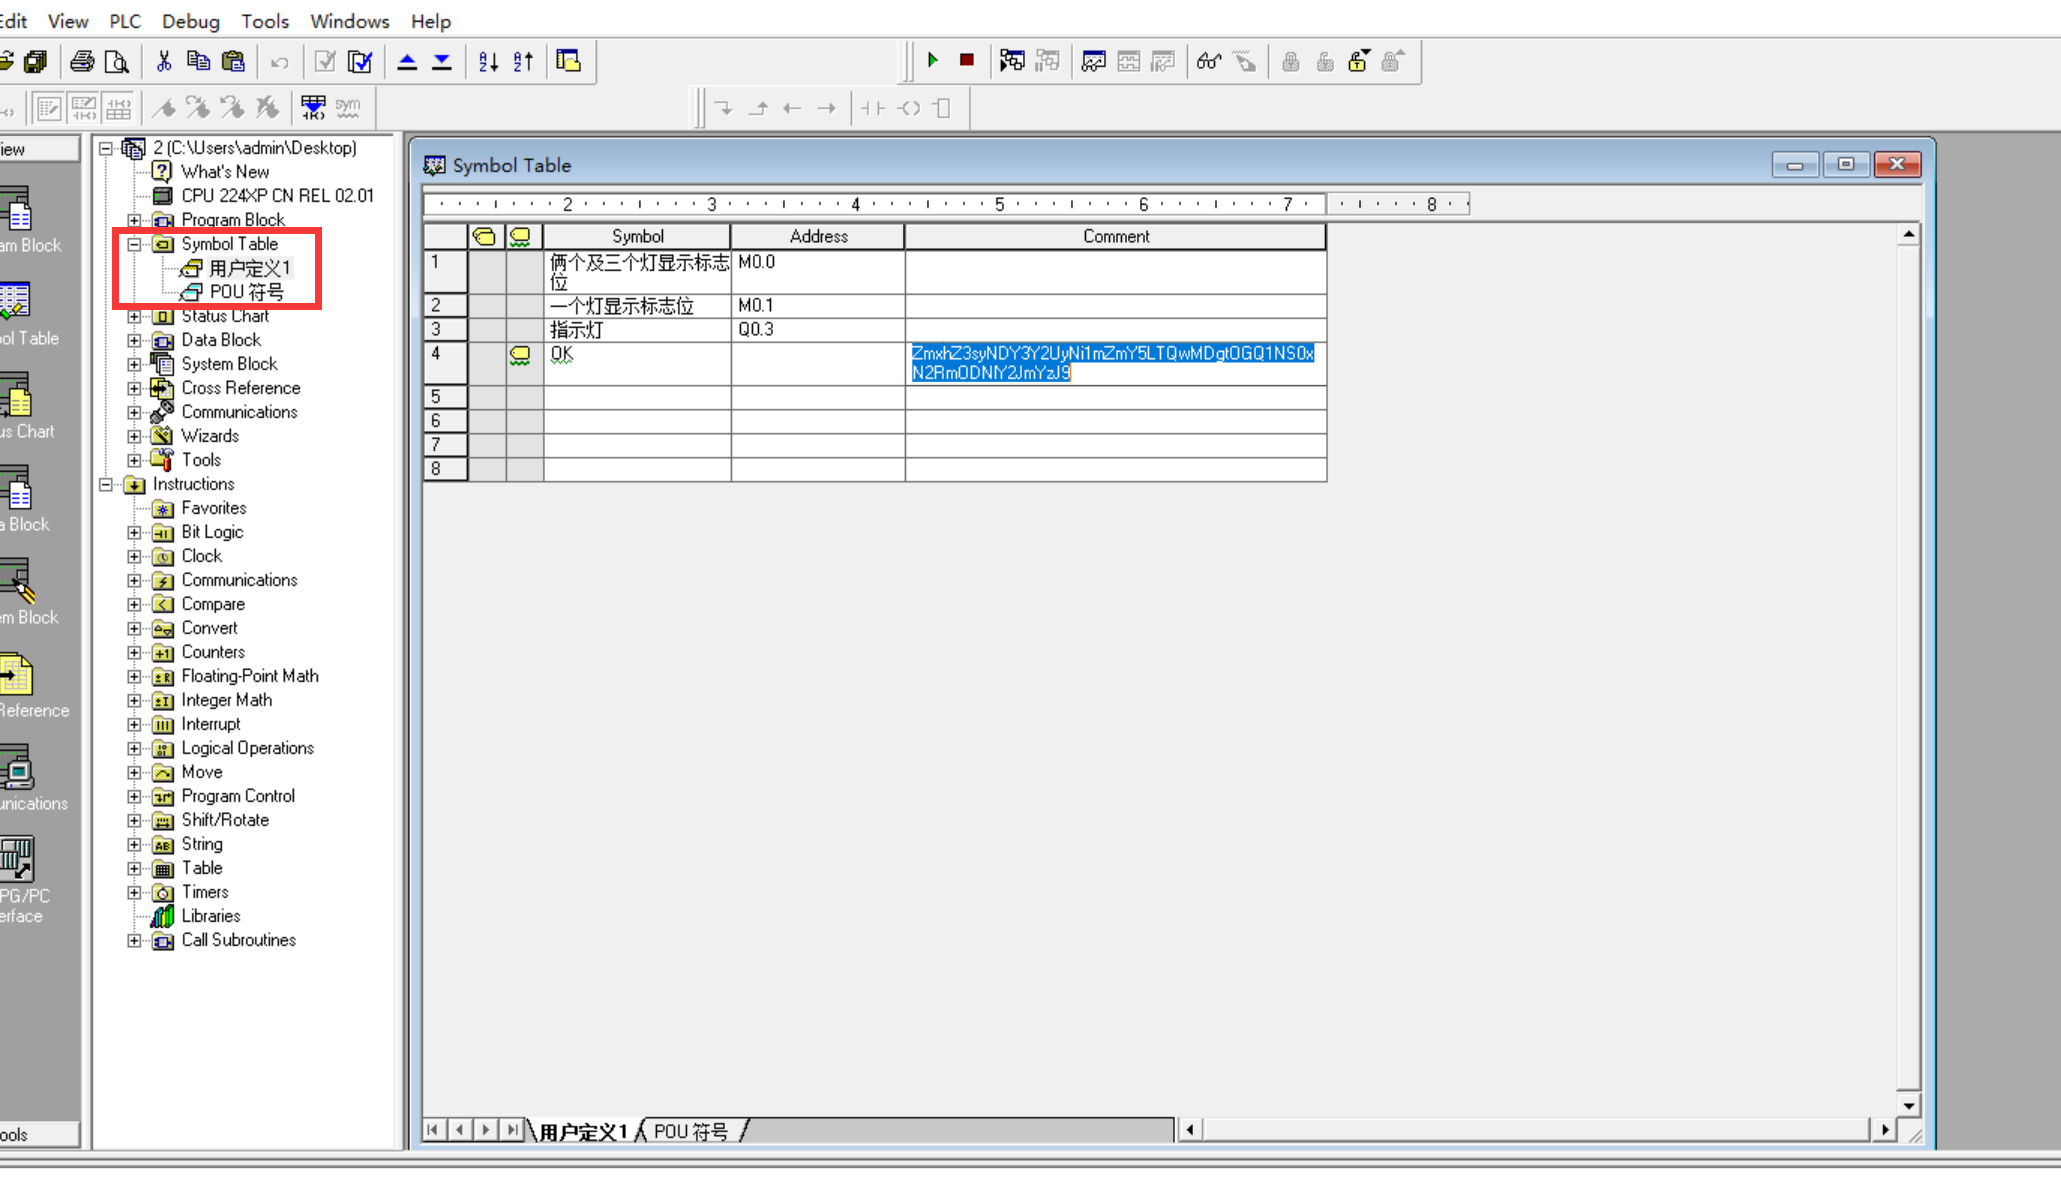 Edit View PLC Debug Tools Windows Help
sym
View
am Block
ol Table
us Chart
a Block
em Block
Reference
unications
PG/PC
erface
ools
2 (C:\Users\admin\Desktop)
What's New
CPU 224XP CN REL 02.01
Program Block
Symbol Table
用户定义1
POU 符号
Status Chart
Data Block
System Block
Cross Reference
Communications
Wizards
Tools
Instructions
Favorites
Bit Logic
Clock
Communications
Compare
Convert
Counters
Floating-Point Math
Integer Math
Interrupt
Logical Operations
Move
Program Control
Shift/Rotate
String
Table
Timers
Libraries
Call Subroutines
Symbol Table
2 3 4 5 6 7 8
Symbol Address Comment
1 俩个及三个灯显示标志 M0.0
位
2 一个灯显示标志位 M0.1
3 指示灯 Q0.3
4 OK ZmxhZ3syNDY3Y2UyNi1mZmY5LTQwMDgtOGQ1NS0x
N2RmODNlY2JmYzJ9
5
6
7
8
用户定义1 POU 符号